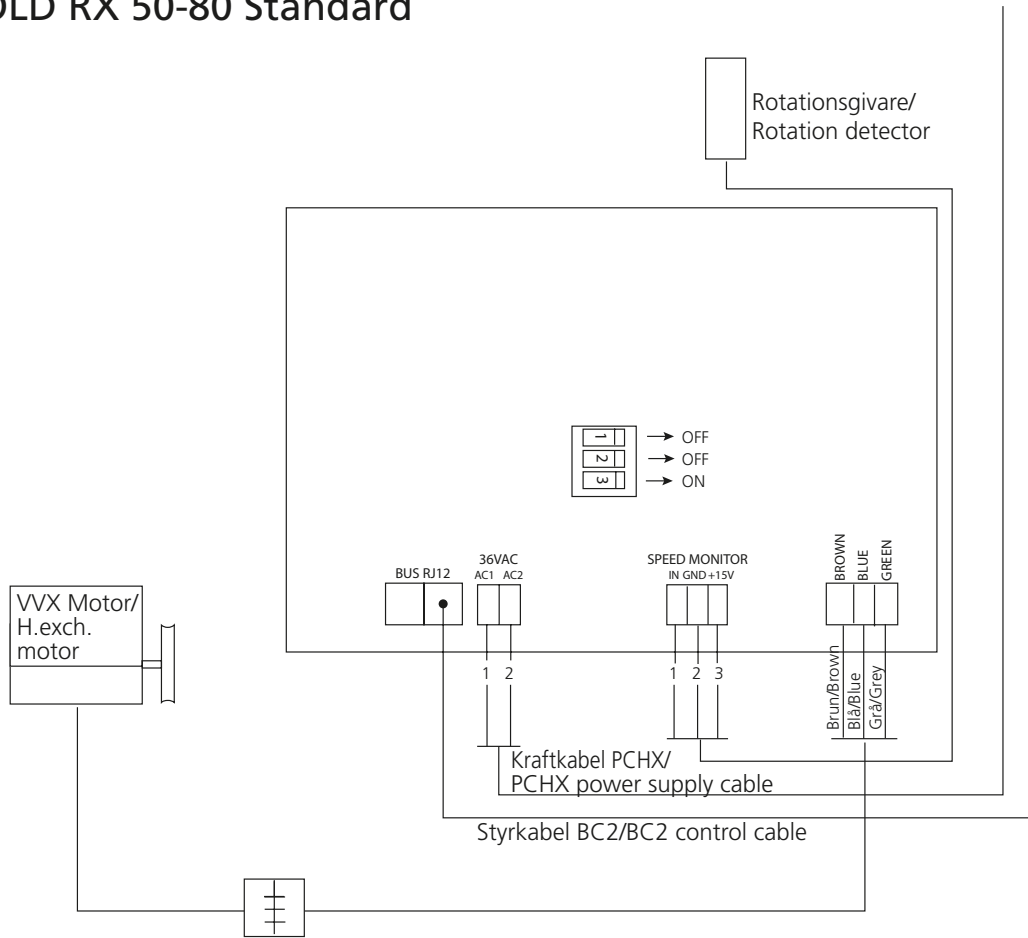 RX 50-80 Standard
Rotationsgivare/
Rotation detector
1 OFF
2 OFF
3 ON
BUS RJ12
36VAC
AC1 AC2
SPEED MONITOR
IN GND +15V
BROWN
BLUE
GREEN
VVX Motor/
H.exch.
motor
1 2
1 2 3
Brun/Brown
Blå/Blue
Grå/Grey
Kraftkabel PCHX/
PCHX power supply cable
Styrkabel BC2/BC2 control cable